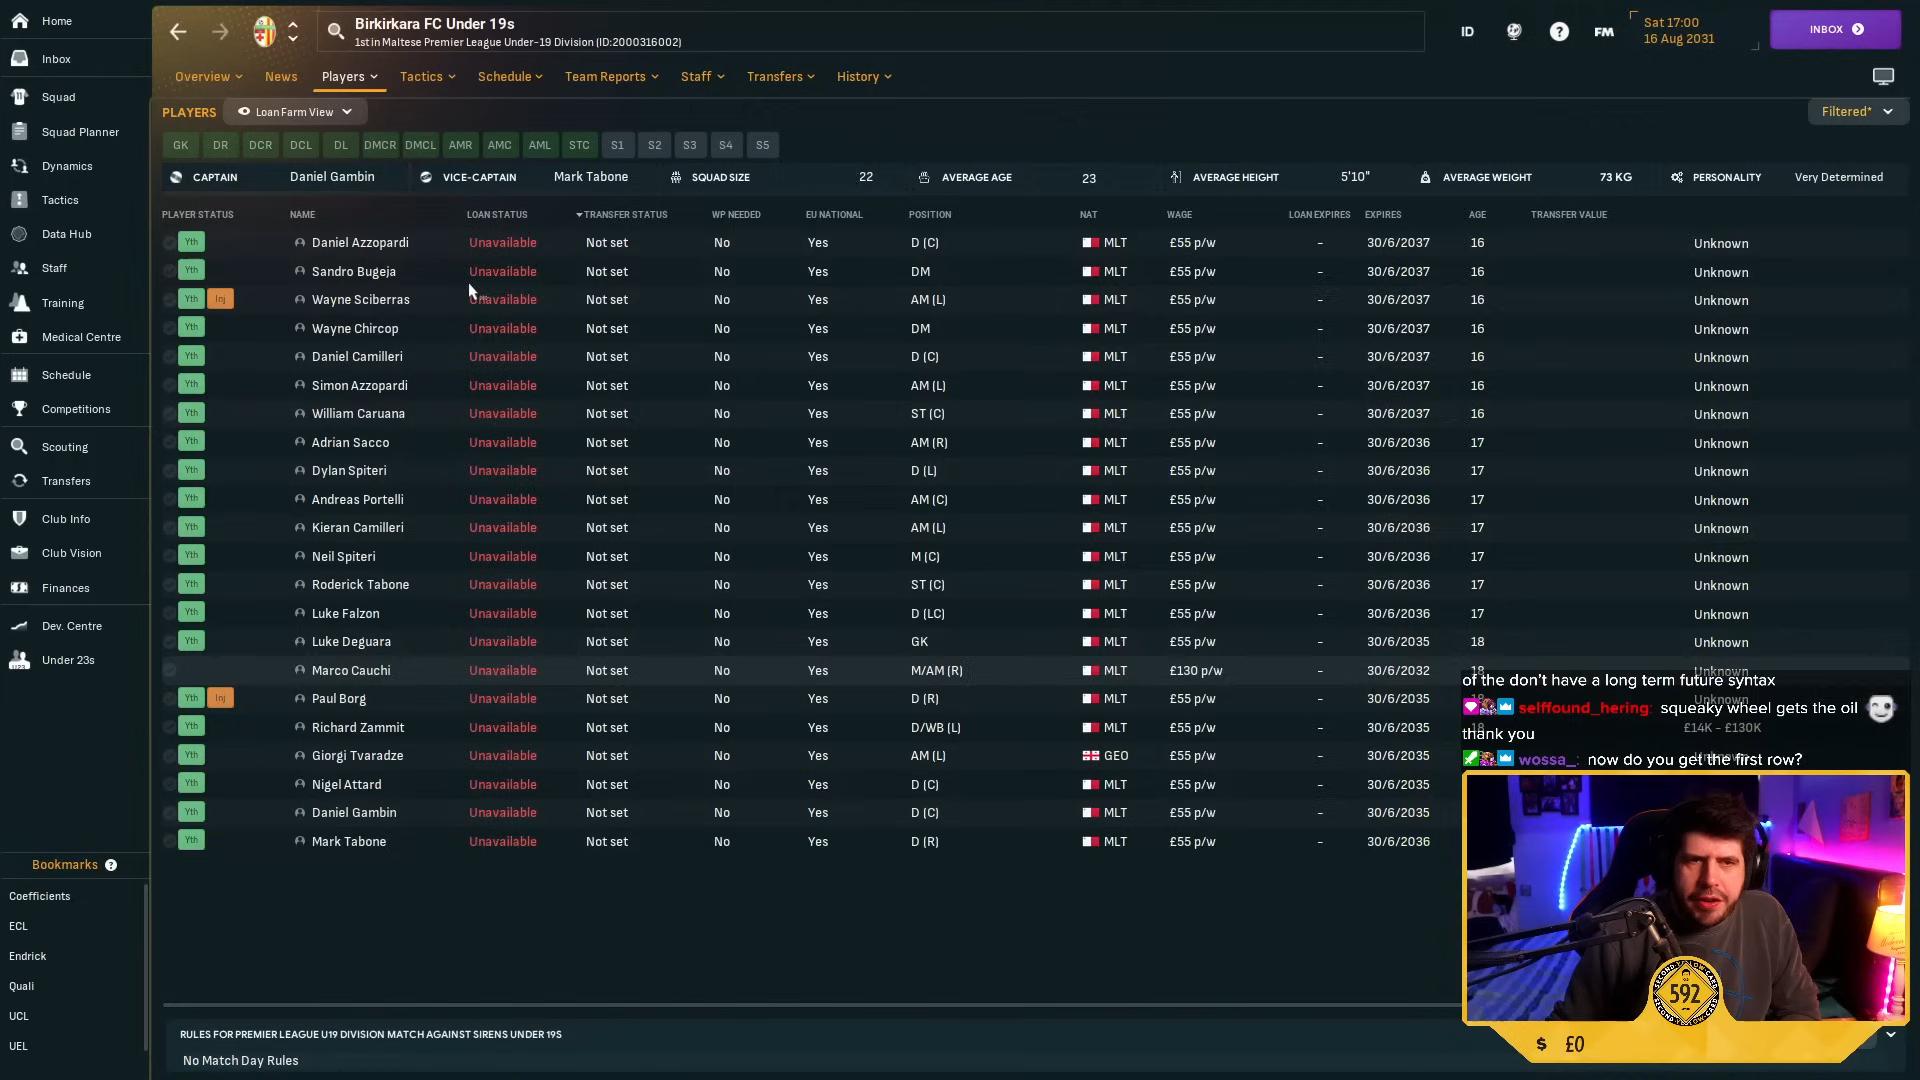 Home
Inbox
Squad
Squad Planner
Dynamics
Tactics
Data Hub
Staff
Training
Medical Centre
Schedule
Competitions
Scouting
Transfers
Club Info
Club Vision
Finances
Dev. Centre
Under 23s
Bookmarks ?
Coefficients
ECL
Endrick
Quali
UCL
UEL
Birkirkara FC Under 19s
1st in Maltese Premier League Under-19 Division (ID:2000316002)
ID ? FM
Sat 17:00
16 Aug 2031
INBOX
Overview News Players Tactics Schedule Team Reports Staff Transfers History
PLAYERS Loan Farm View Filtered*
GK DR DCR DCL DL DMCR DMCL AMR AMC AML STC S1 S2 S3 S4 S5
CAPTAIN Daniel Gambin VICE-CAPTAIN Mark Tabone SQUAD SIZE 22 AVERAGE AGE 23 AVERAGE HEIGHT 5'10" AVERAGE WEIGHT 73 KG PERSONALITY Very Determined
PLAYER STATUS NAME LOAN STATUS TRANSFER STATUS WP NEEDED EU NATIONAL POSITION NAT WAGE LOAN EXPIRES EXPIRES AGE TRANSFER VALUE
Yth Daniel Azzopardi Unavailable Not set No Yes D (C) MLT £55 p/w - 30/6/2037 16 Unknown
Yth Sandro Bugeja Unavailable Not set No Yes DM MLT £55 p/w - 30/6/2037 16 Unknown
Yth Inj Wayne Sciberras Unavailable Not set No Yes AM (L) MLT £55 p/w - 30/6/2037 16 Unknown
Yth Wayne Chircop Unavailable Not set No Yes DM MLT £55 p/w - 30/6/2037 16 Unknown
Yth Daniel Camilleri Unavailable Not set No Yes D (C) MLT £55 p/w - 30/6/2037 16 Unknown
Yth Simon Azzopardi Unavailable Not set No Yes AM (L) MLT £55 p/w - 30/6/2037 16 Unknown
Yth William Caruana Unavailable Not set No Yes ST (C) MLT £55 p/w - 30/6/2037 16 Unknown
Yth Adrian Sacco Unavailable Not set No Yes AM (R) MLT £55 p/w - 30/6/2036 17 Unknown
Yth Dylan Spiteri Unavailable Not set No Yes D (L) MLT £55 p/w - 30/6/2036 17 Unknown
Yth Andreas Portelli Unavailable Not set No Yes AM (C) MLT £55 p/w - 30/6/2036 17 Unknown
Yth Kieran Camilleri Unavailable Not set No Yes AM (L) MLT £55 p/w - 30/6/2036 17 Unknown
Yth Neil Spiteri Unavailable Not set No Yes M (C) MLT £55 p/w - 30/6/2036 17 Unknown
Yth Roderick Tabone Unavailable Not set No Yes ST (C) MLT £55 p/w - 30/6/2036 17 Unknown
Yth Luke Falzon Unavailable Not set No Yes D (LC) MLT £55 p/w - 30/6/2036 17 Unknown
Yth Luke Deguara Unavailable Not set No Yes GK MLT £55 p/w - 30/6/2035 18 Unknown
Marco Cauchi Unavailable Not set No Yes M/AM (R) MLT £130 p/w - 30/6/2032 18 Unknown
Yth Inj Paul Borg Unavailable Not set No Yes D (R) MLT £55 p/w - 30/6/2035
Yth Richard Zammit Unavailable Not set No Yes D/WB (L) MLT £55 p/w - 30/6/2035 18 £14K - £130K
Yth Giorgi Tvaradze Unavailable Not set No Yes AM (L) GEO £55 p/w - 30/6/2035
Yth Nigel Attard Unavailable Not set No Yes D (C) MLT £55 p/w - 30/6/2035
Yth Daniel Gambin Unavailable Not set No Yes D (C) MLT £55 p/w - 30/6/2035
Yth Mark Tabone Unavailable Not set No Yes D (R) MLT £55 p/w - 30/6/2036
of the don't have a long term future syntax
selffound_hering: squeaky wheel gets the oil
thank you
wossa_: now do you get the first row?
592
$ £0
RULES FOR PREMIER LEAGUE U19 DIVISION MATCH AGAINST SIRENS UNDER 19S
No Match Day Rules